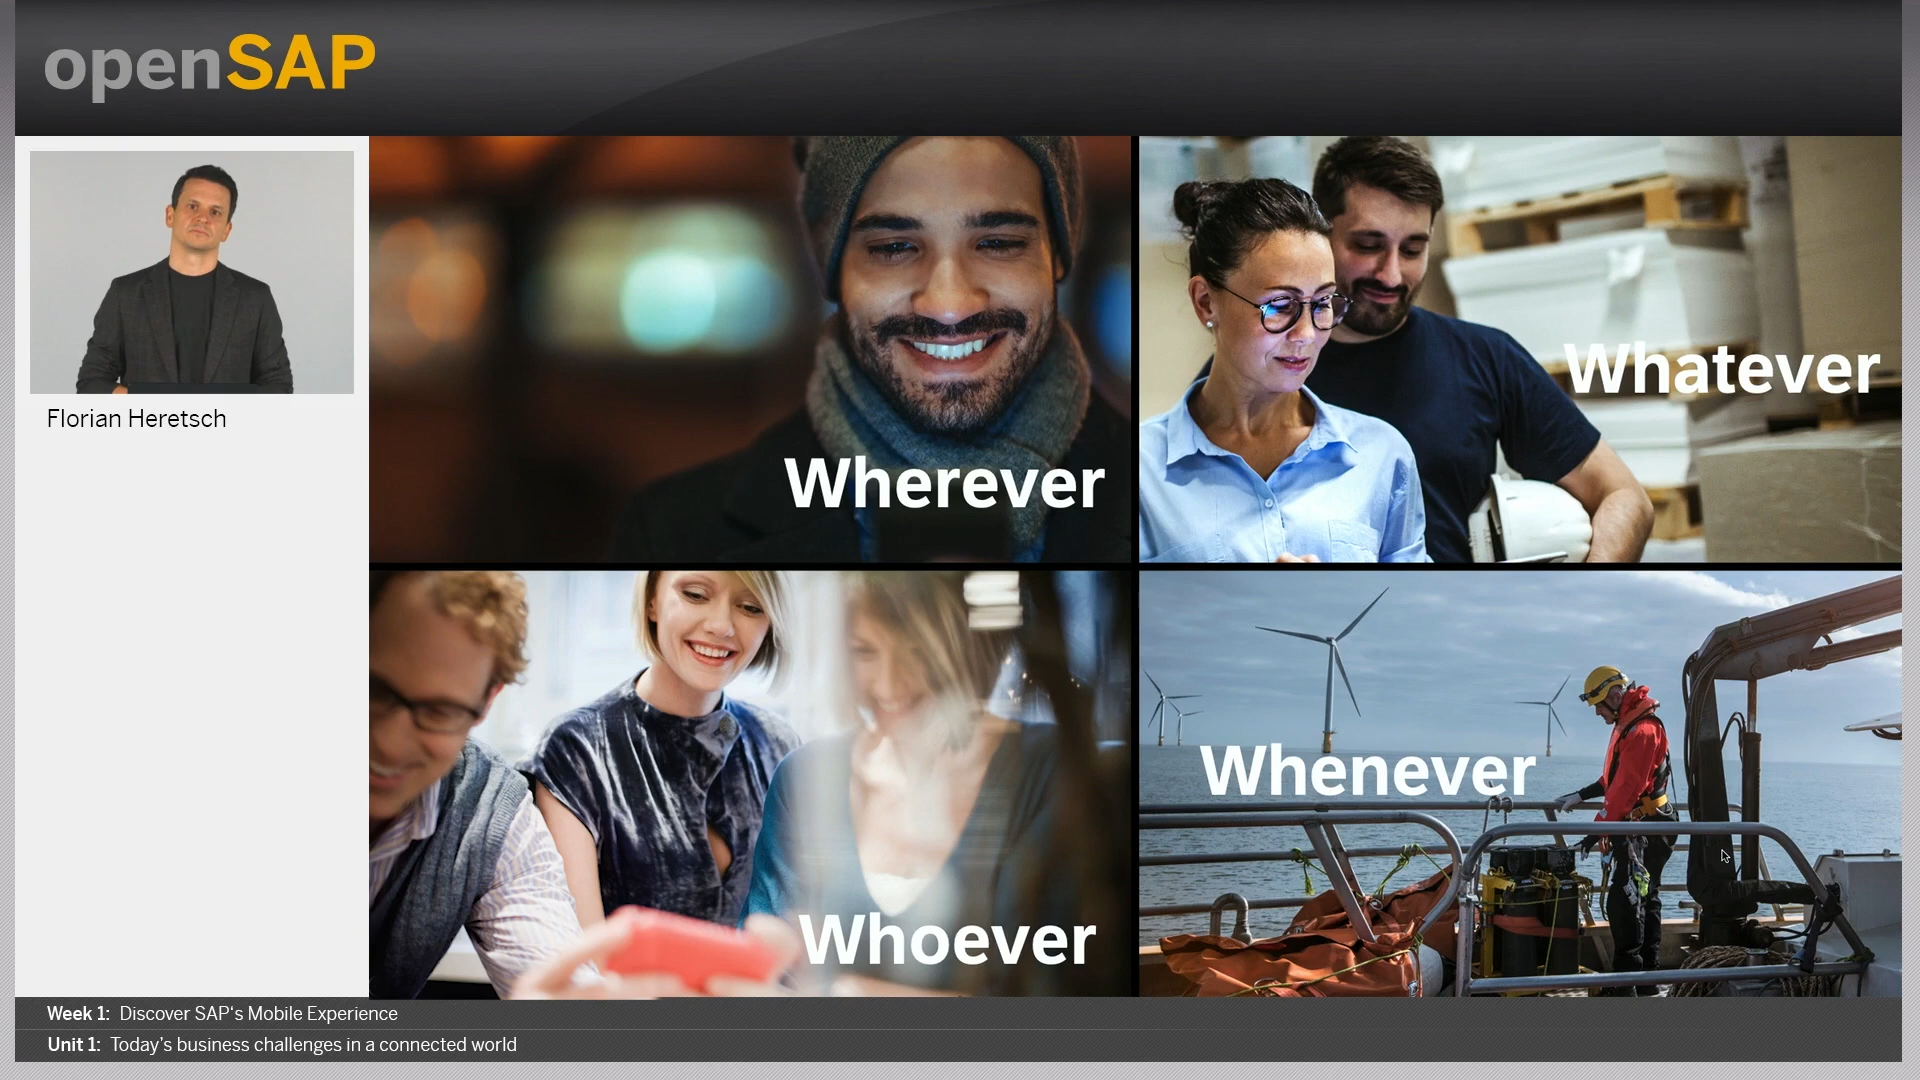 openSAP
Florian Heretsch
Wherever
Whatever
Whoever
Whenever
Week 1: Discover SAP‘s Mobile Experience
Unit 1: Today’s business challenges in a connected world